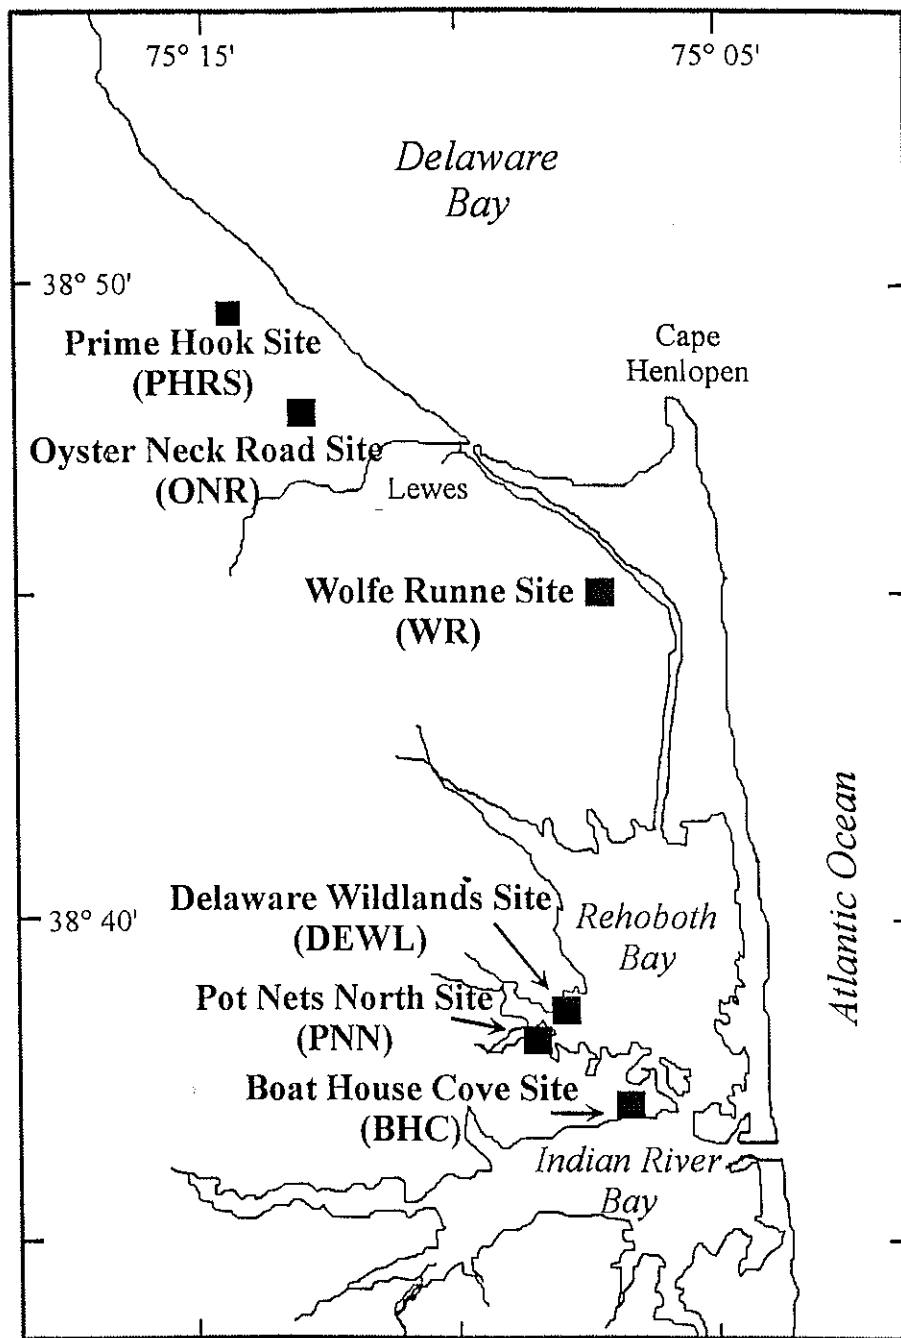 75° 15'
75° 05'
Delaware
Bay
38° 50'
Prime Hook Site
(PHRS)
Cape
Henlopen
Oyster Neck Road Site
(ONR)
Lewes
Wolfe Runne Site
(WR)
Atlantic Ocean
Delaware Wildlands Site
(DEWL)
38° 40'
Rehoboth
Bay
Pot Nets North Site
(PNN)
Boat House Cove Site
(BHC)
Indian River
Bay